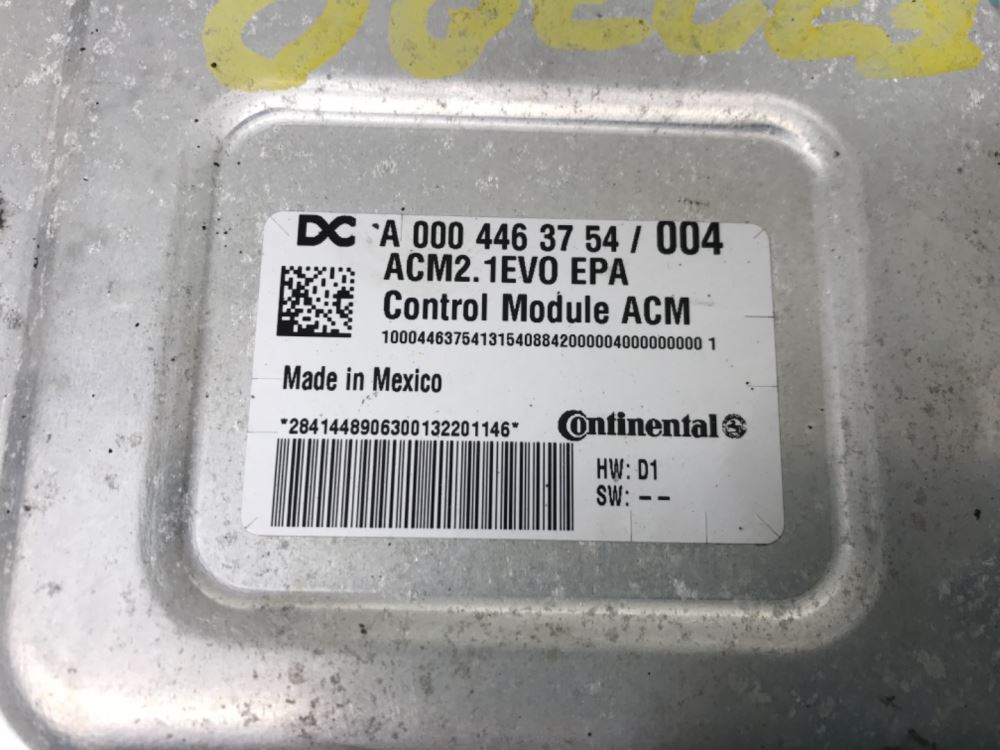 DC A 000 446 37 54 / 004
ACM2.1EVO EPA
Control Module ACM
10004463754131540884200000400000000 1
Made in Mexico
*2841448906300132201146*
Continental
HW: D1
SW: --